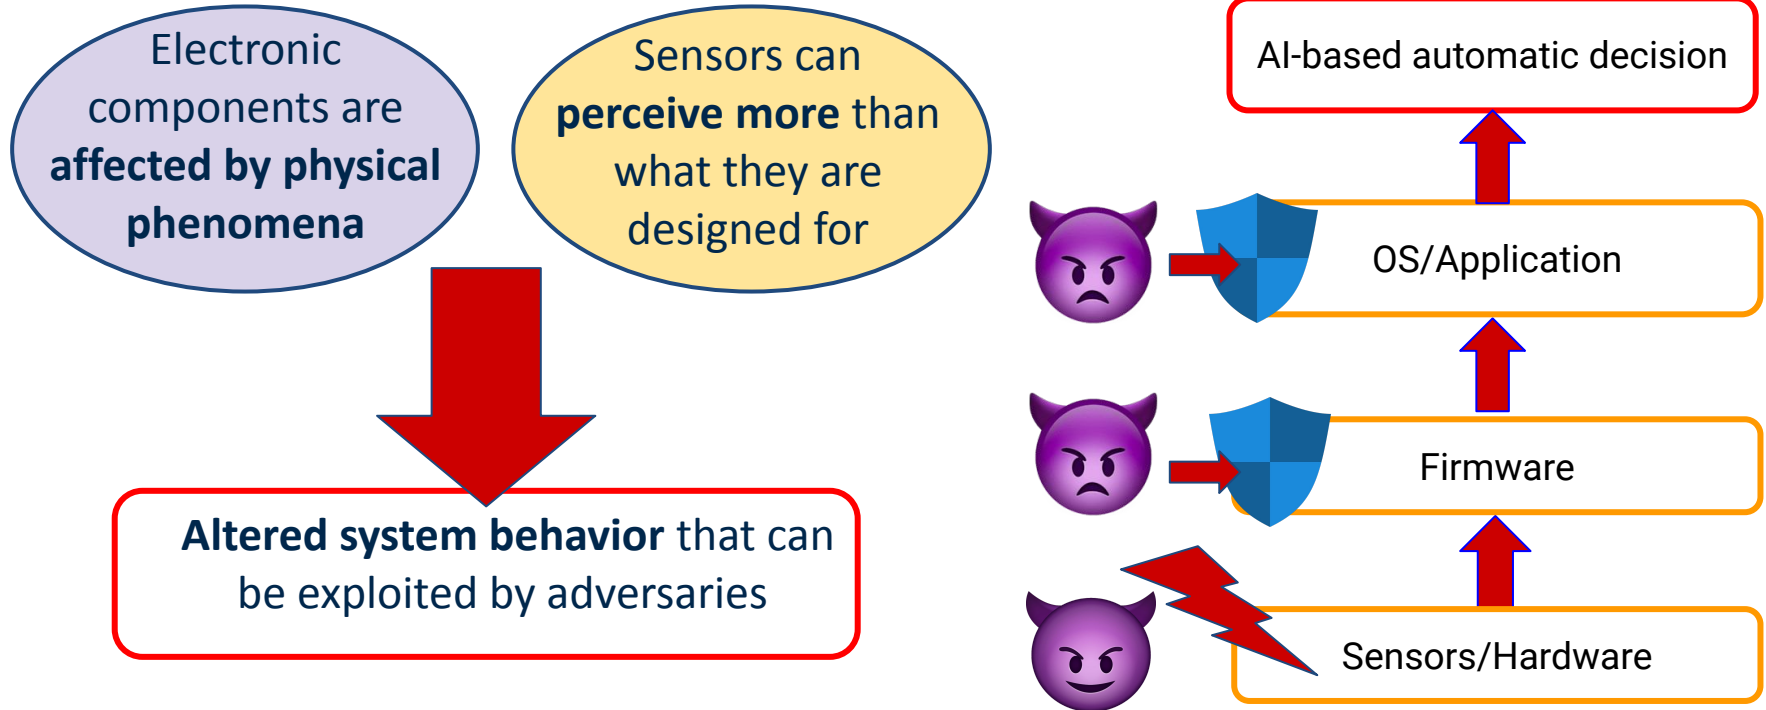 Electronic
components are
affected by physical
phenomena
Sensors can
perceive more than
what they are
designed for
Altered system behavior that can
be exploited by adversaries
AI-based automatic decision
OS/Application
Firmware
Sensors/Hardware